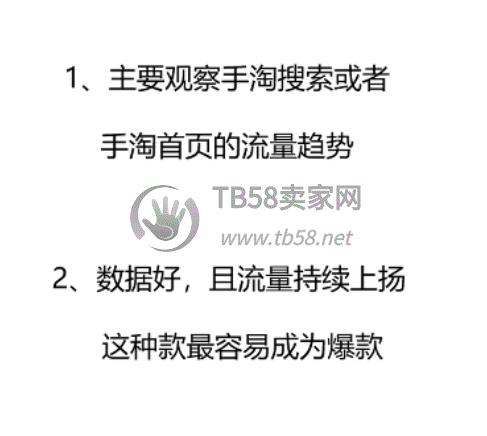 1、主要观察手淘搜索或者
手淘首页的流量趋势
TB58卖家网
www.tb58.net
2、数据好，且流量持续上扬
这种款最容易成为爆款